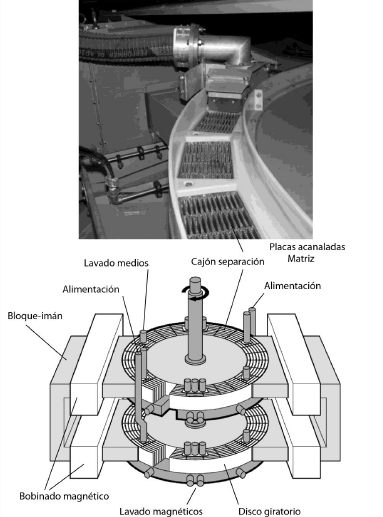 Placas acanaladas
Matriz
Lavado medios
Cajón separación
Alimentación
Alimentación
Bloque-imán
Bobinado magnético
Lavado magnéticos
Disco giratorio